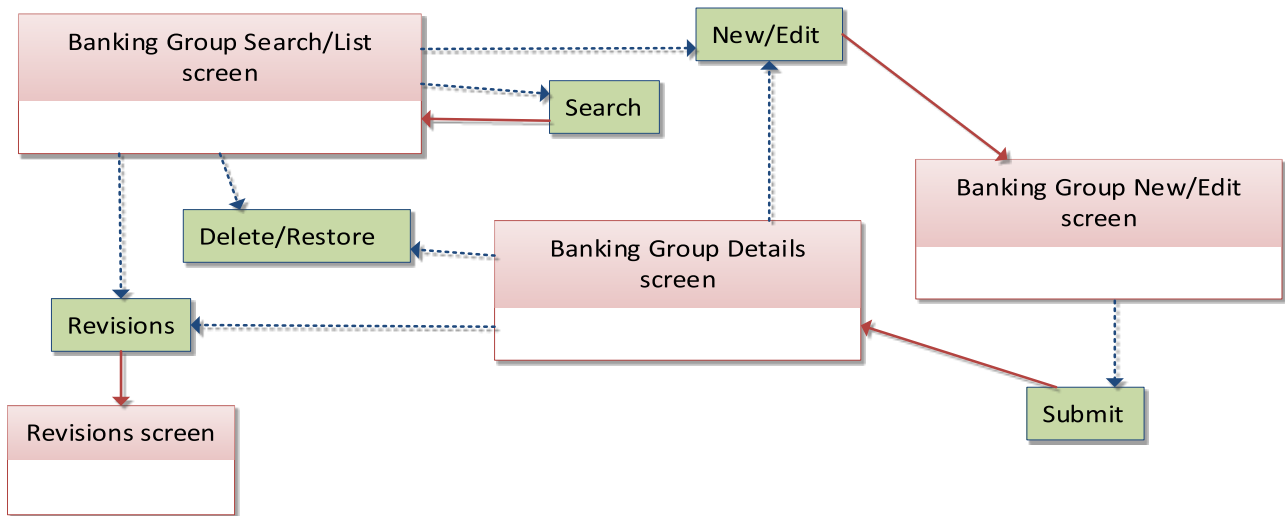 Banking Group Search/List
screen
New/Edit
Search
Banking Group New/Edit
screen
Delete/Restore
Banking Group Details
screen
Revisions
Submit
Revisions screen